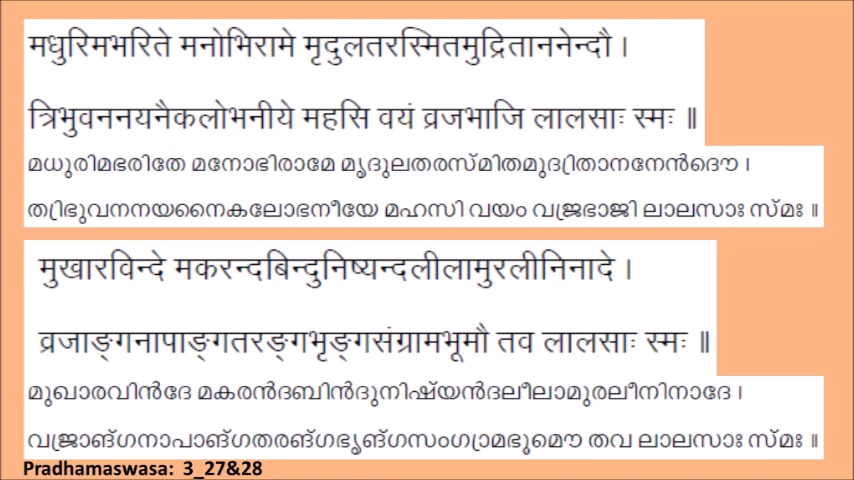 मधुरिमभरिते मनोभिरामे मृदुलतरस्मितमुद्रिताननेन्दौ ।
त्रिभुवननयनैकलोभनीये महसि वयं व्रजभाजि लालसाः स्मः ॥
മധുരിമഭരിതേ മനോഭിരാമേ മൃദുലതരസ്മിതമുദ്രിതാനനേൻദൌ ।
ത്രിഭുവനനയനൈകലോഭനീയേ മഹസി വയം വ്രജഭാജി ലാലസാഃ സ്മഃ ॥
मुखारविन्दे मकरन्दबिन्दुनिष्यन्दलीलामुरलीनिनादे ।
व्रजाङ्गनापाङ्गतरङ्गभृङ्गसंग्रामभूमौ तव लालसाः स्मः ॥
മുഖാരവിൻദേ മകരൻദബിൻദുനിഷ്യൻദലീലാമുരലീനിനാദേ ।
വ്രജാങ്ഗനാപാങ്ഗതരങ്ഗഭൃങ്ഗസംഗ്രാമഭൂമൌ തവ ലാലസാഃ സ്മഃ ॥
Pradhamaswasa: 3_27&28